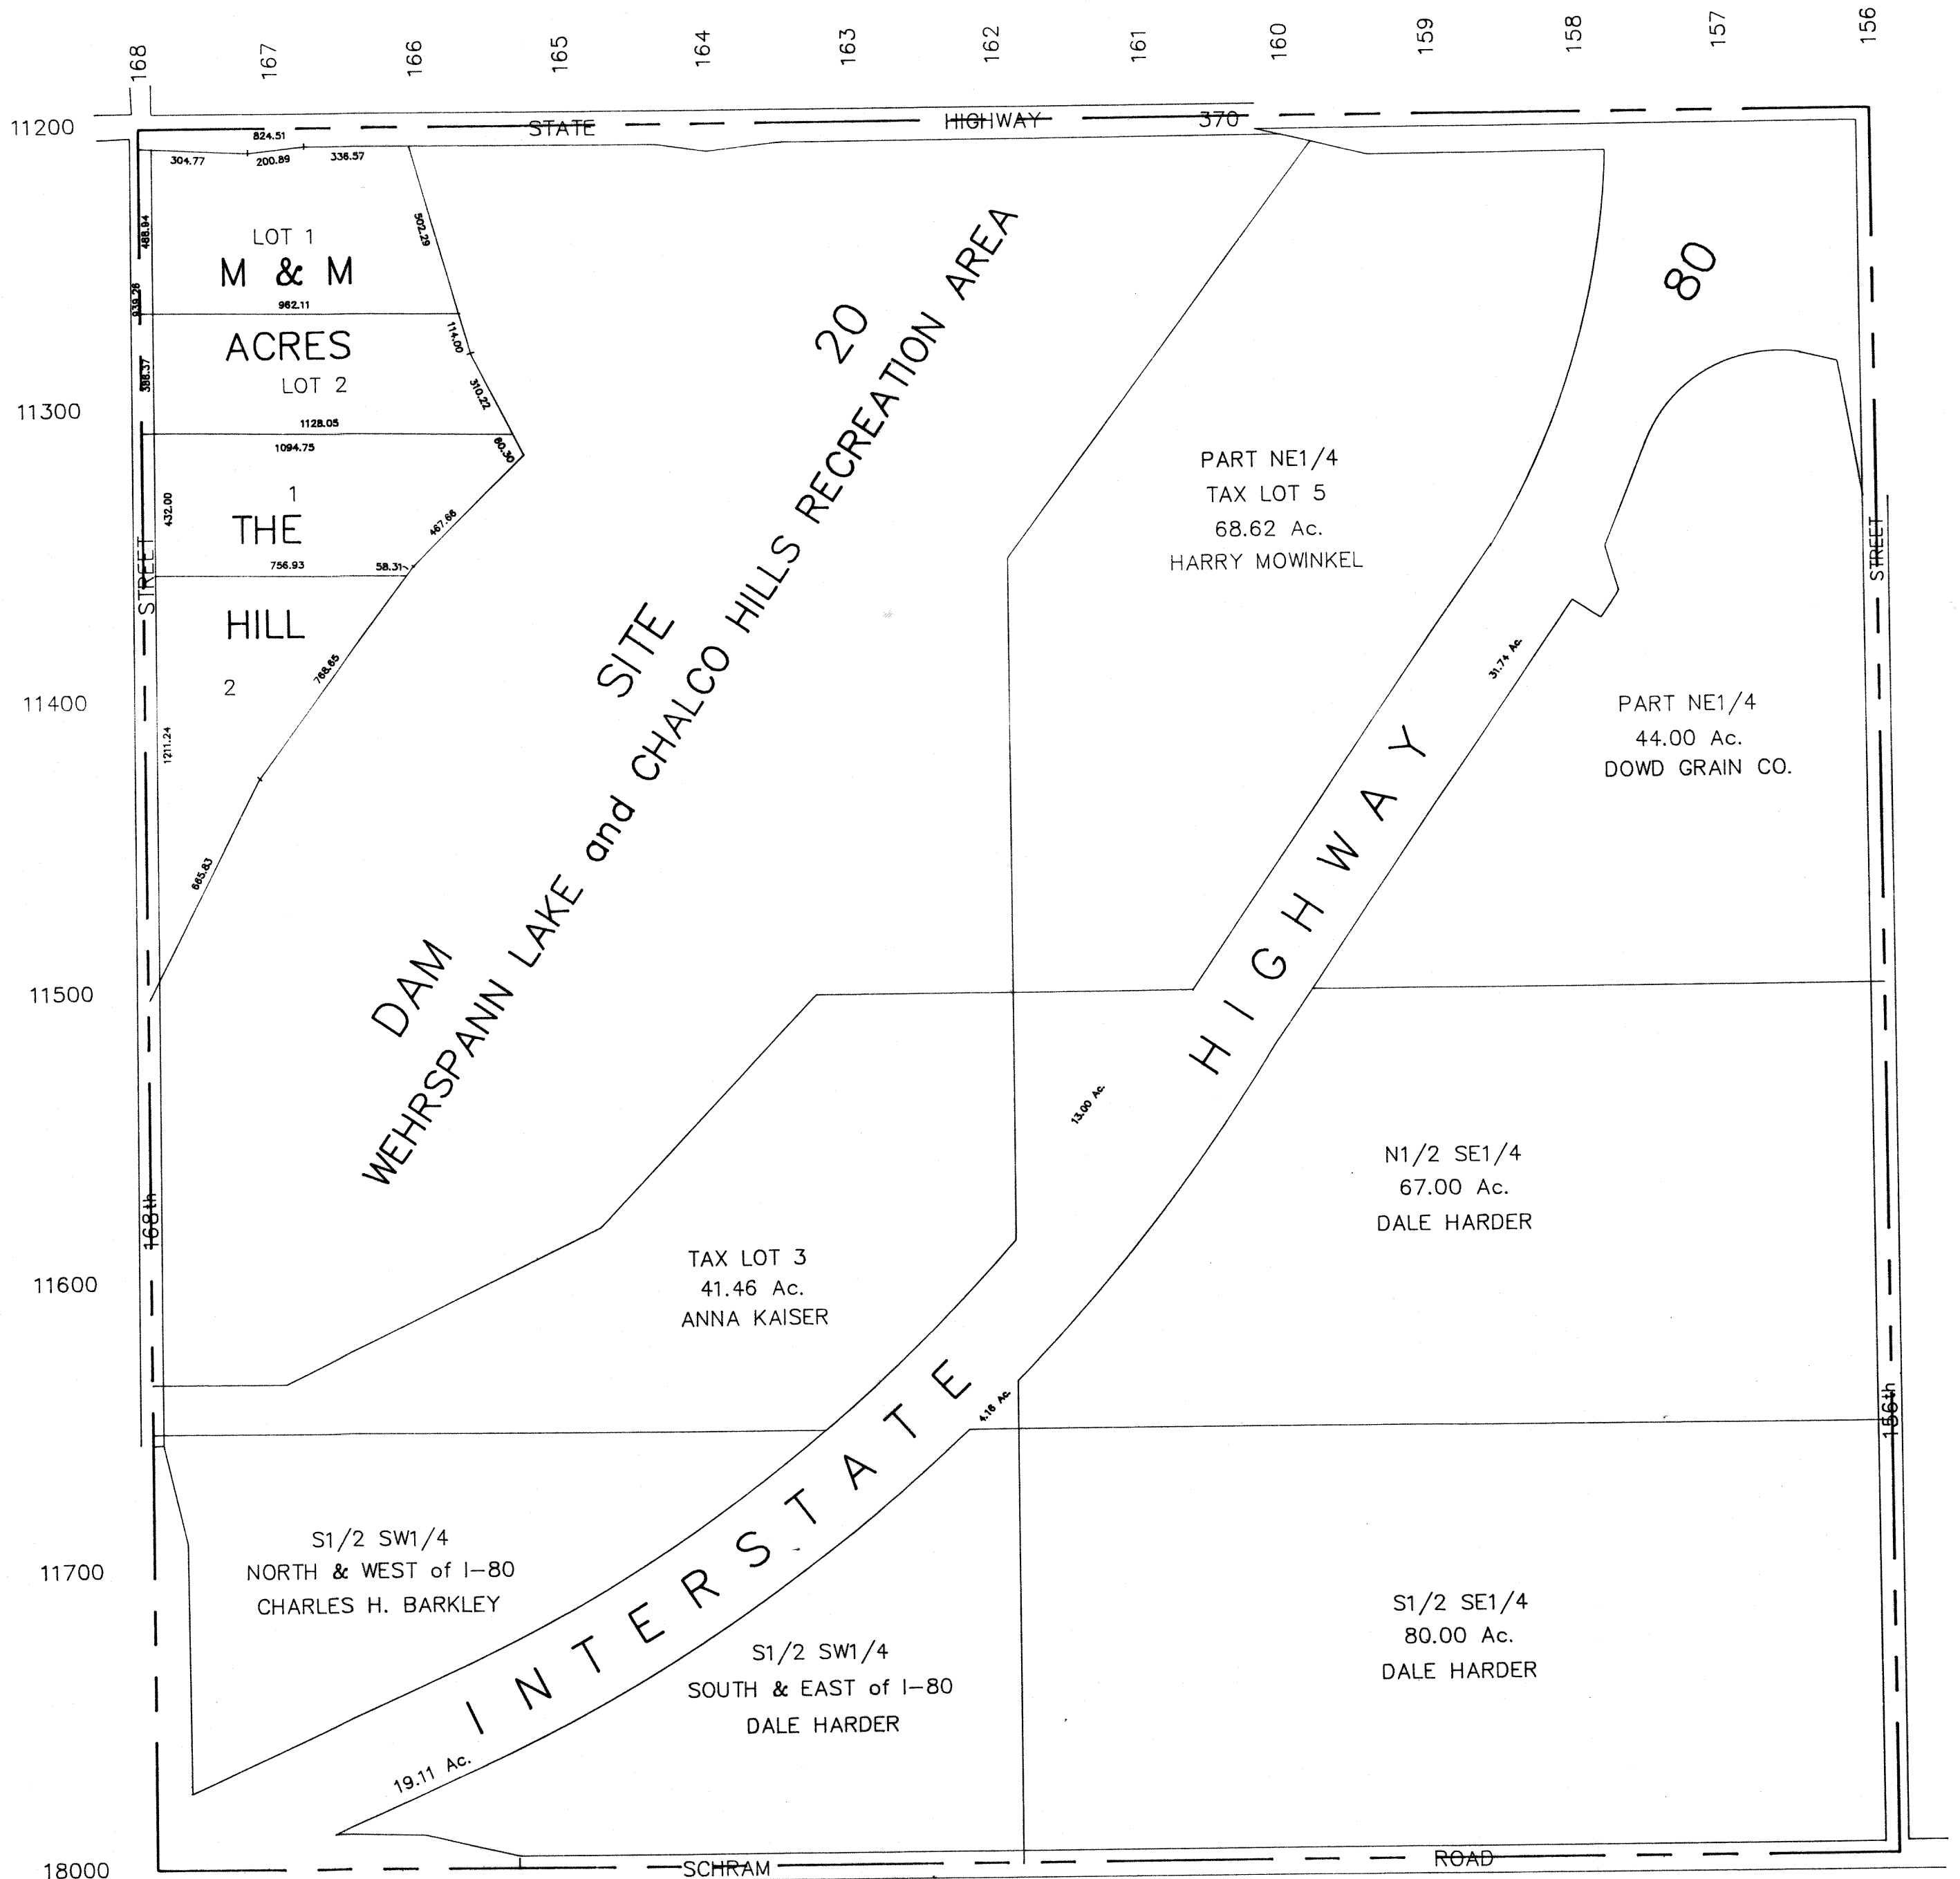 168 167 166 165 164 163 162 161 160 159 158 157 156
11200
STATE HIGHWAY 370
824.51
304.77 200.89 336.57
488.94
502.29
LOT 1
M & M
939.26
962.11
114.00
ACRES
LOT 2
386.37
310.22
11300
1128.05
60.30
1094.75
1
432.00
THE
467.66
756.93
58.31
STREET
HILL
2
768.65
11400
1211.24
665.83
11500
168th
11600
DAM SITE 20
WEHRSPANN LAKE and CHALCO HILLS RECREATION AREA
80
PART NE1/4
TAX LOT 5
68.62 Ac.
HARRY MOWINKEL
STREET
31.74 Ac.
PART NE1/4
44.00 Ac.
DOWD GRAIN CO.
INTERSTATE HIGHWAY
13.00 Ac.
N1/2 SE1/4
67.00 Ac.
DALE HARDER
TAX LOT 3
41.46 Ac.
ANNA KAISER
4.16 Ac.
156th
11700
S1/2 SW1/4
NORTH & WEST of I-80
CHARLES H. BARKLEY
S1/2 SW1/4
SOUTH & EAST of I-80
DALE HARDER
S1/2 SE1/4
80.00 Ac.
DALE HARDER
19.11 Ac.
18000
SCHRAM ROAD